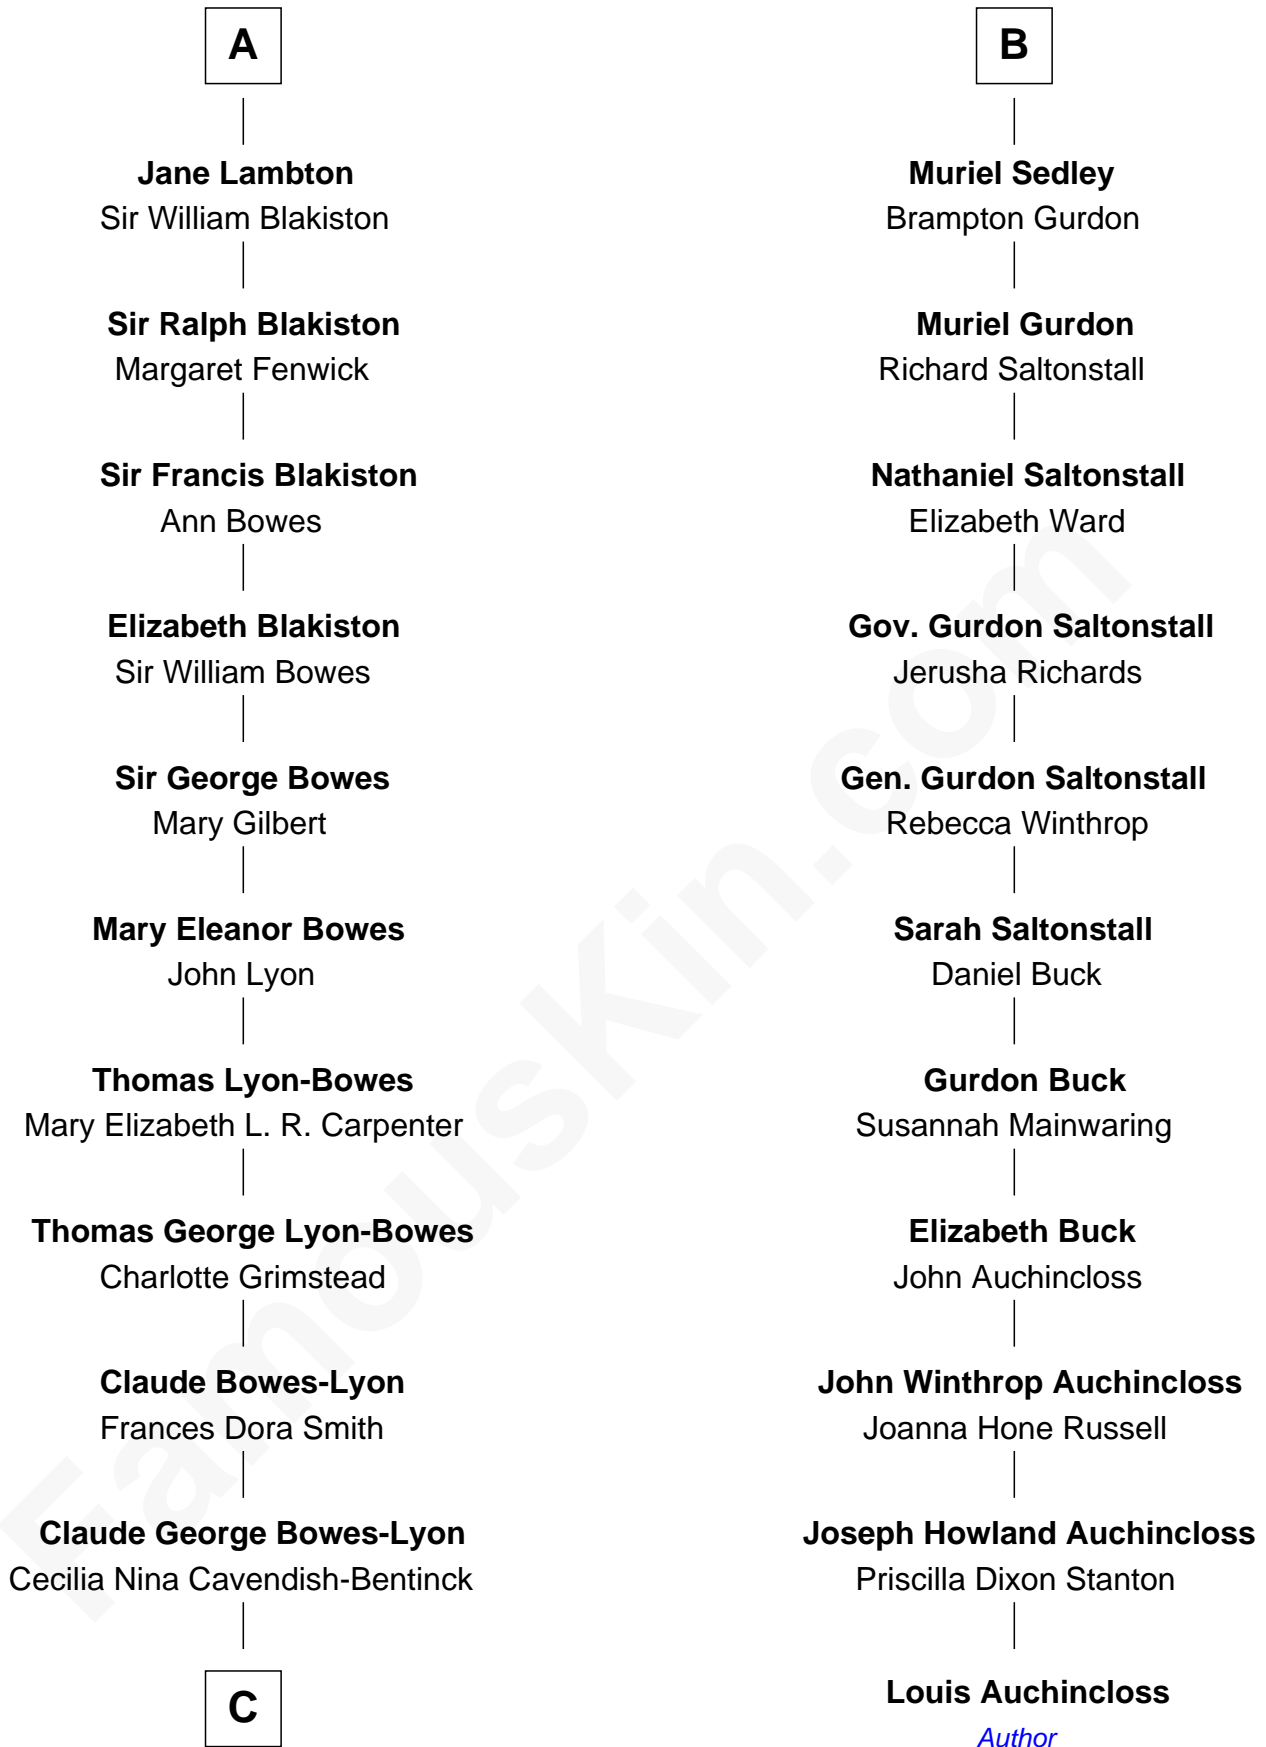 A
Jane Lambton
Sir William Blakiston
Sir Ralph Blakiston
Margaret Fenwick
Sir Francis Blakiston
Ann Bowes
Elizabeth Blakiston
Sir William Bowes
Sir George Bowes
Mary Gilbert
Mary Eleanor Bowes
John Lyon
Thomas Lyon-Bowes
Mary Elizabeth L. R. Carpenter
Thomas George Lyon-Bowes
Charlotte Grimstead
Claude Bowes-Lyon
Frances Dora Smith
Claude George Bowes-Lyon
Cecilia Nina Cavendish-Bentinck
C
B
Muriel Sedley
Brampton Gurdon
Muriel Gurdon
Richard Saltonstall
Nathaniel Saltonstall
Elizabeth Ward
Gov. Gurdon Saltonstall
Jerusha Richards
Gen. Gurdon Saltonstall
Rebecca Winthrop
Sarah Saltonstall
Daniel Buck
Gurdon Buck
Susannah Mainwaring
Elizabeth Buck
John Auchincloss
John Winthrop Auchincloss
Joanna Hone Russell
Joseph Howland Auchincloss
Priscilla Dixon Stanton
Louis Auchincloss
Author
FamousKin.com